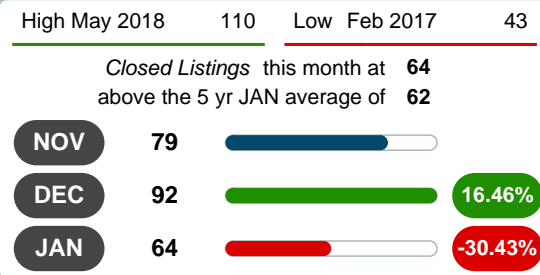 High May 2018 110 Low Feb 2017 43
Closed Listings this month at 64
above the 5 yr JAN average of 62
NOV 79
DEC 92 16.46%
JAN 64 -30.43%